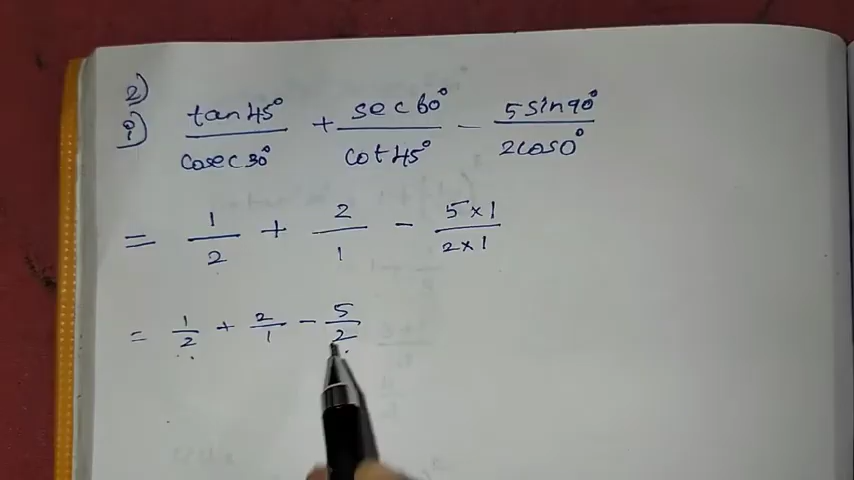 2)
i) tan45°/cosec30° + sec60°/cot45° - 5sin90°/2cos0°
= 1/2 + 2/1 - 5×1/2×1
= 1/2 + 2/1 - 5/2